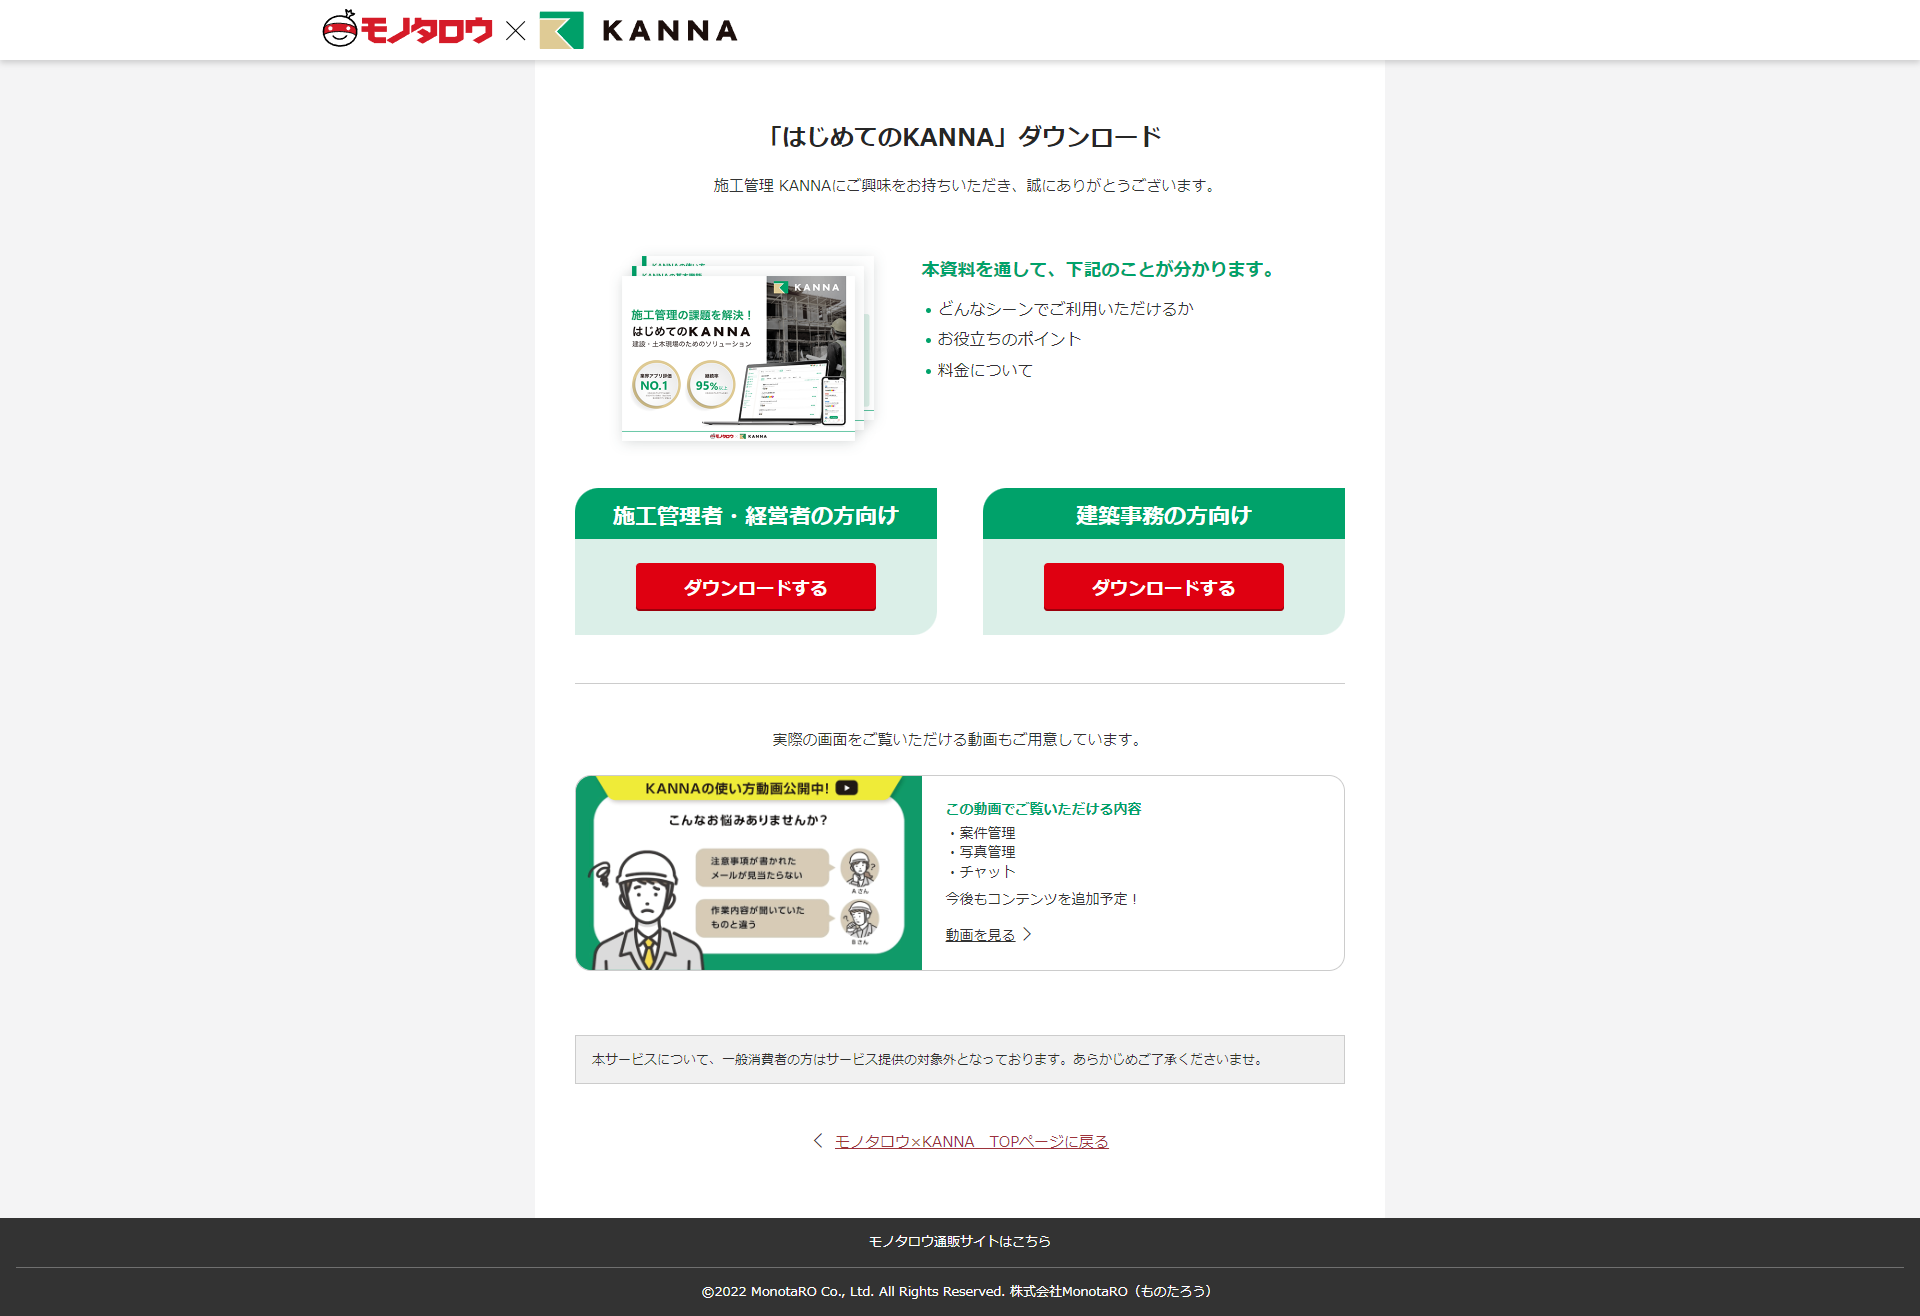 モノタロウ × KANNA
「はじめてのKANNA」ダウンロード
施工管理 KANNAにご興味をお持ちいただき、誠にありがとうございます。
KANNA
施工管理の課題を解決！
はじめてのKANNA
建設・土木現場のためのソリューション
業界アプリ評価
NO.1
継続率
95%以上
モノタロウ KANNA
本資料を通して、下記のことが分かります。
・どんなシーンでご利用いただけるか
・お役立ちのポイント
・料金について
施工管理者・経営者の方向け
ダウンロードする
建築事務の方向け
ダウンロードする
実際の画面をご覧いただける動画もご用意しています。
KANNAの使い方動画公開中!
こんなお悩みありませんか？
注意事項が書かれた
メールが見当たらない
Aさん
作業内容が聞いていた
ものと違う
Bさん
この動画でご覧いただける内容
・案件管理
・写真管理
・チャット
今後もコンテンツを追加予定！
動画を見る
本サービスについて、一般消費者の方はサービス提供の対象外となっております。あらかじめご了承くださいませ。
モノタロウ×KANNA　TOPページに戻る
モノタロウ通販サイトはこちら
©2022 MonotaRO Co., Ltd. All Rights Reserved. 株式会社MonotaRO（ものたろう）